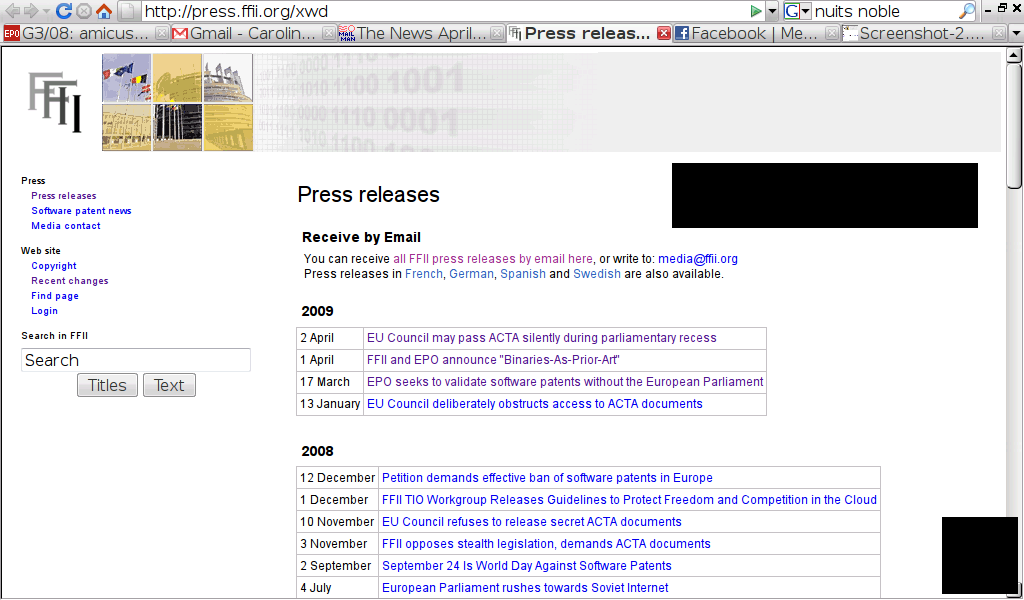 http://press.ffii.org/xwd
nuits noble
EPO G3/08: amicus...
Gmail - Carolin...
MAIL MAN The News April...
Press releas...
Facebook | Me...
Screenshot-2....
FFII
1001
Press
Press releases
Software patent news
Media contact
Web site
Copyright
Recent changes
Find page
Login
Search in FFII
Search
Titles Text
Press releases
Receive by Email
You can receive all FFII press releases by email here, or write to: media@ffii.org
Press releases in French, German, Spanish and Swedish are also available.
2009
2 April EU Council may pass ACTA silently during parliamentary recess
1 April FFII and EPO announce "Binaries-As-Prior-Art"
17 March EPO seeks to validate software patents without the European Parliament
13 January EU Council deliberately obstructs access to ACTA documents
2008
12 December Petition demands effective ban of software patents in Europe
1 December FFII TIO Workgroup Releases Guidelines to Protect Freedom and Competition in the Cloud
10 November EU Council refuses to release secret ACTA documents
3 November FFII opposes stealth legislation, demands ACTA documents
2 September September 24 Is World Day Against Software Patents
4 July European Parliament rushes towards Soviet Internet